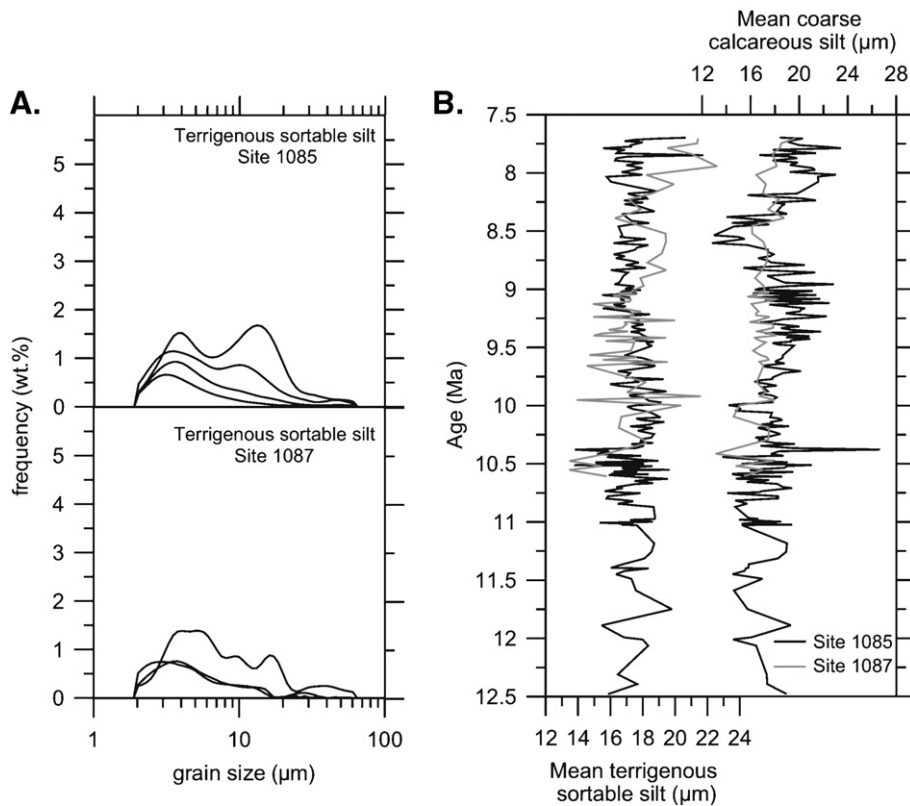 A.
Terrigenous sortable silt
Site 1085
5
4
3
2
1
0
Terrigenous sortable silt
Site 1087
5
4
3
2
1
0
frequency (wt.%)
1 10 100
grain size (µm)
B.
Mean coarse
calcareous silt (µm)
12 16 20 24 28
7.5
8
8.5
9
9.5
10
10.5
11
11.5
12
12.5
Age (Ma)
Site 1085
Site 1087
12 14 16 18 20 22 24
Mean terrigenous
sortable silt (µm)